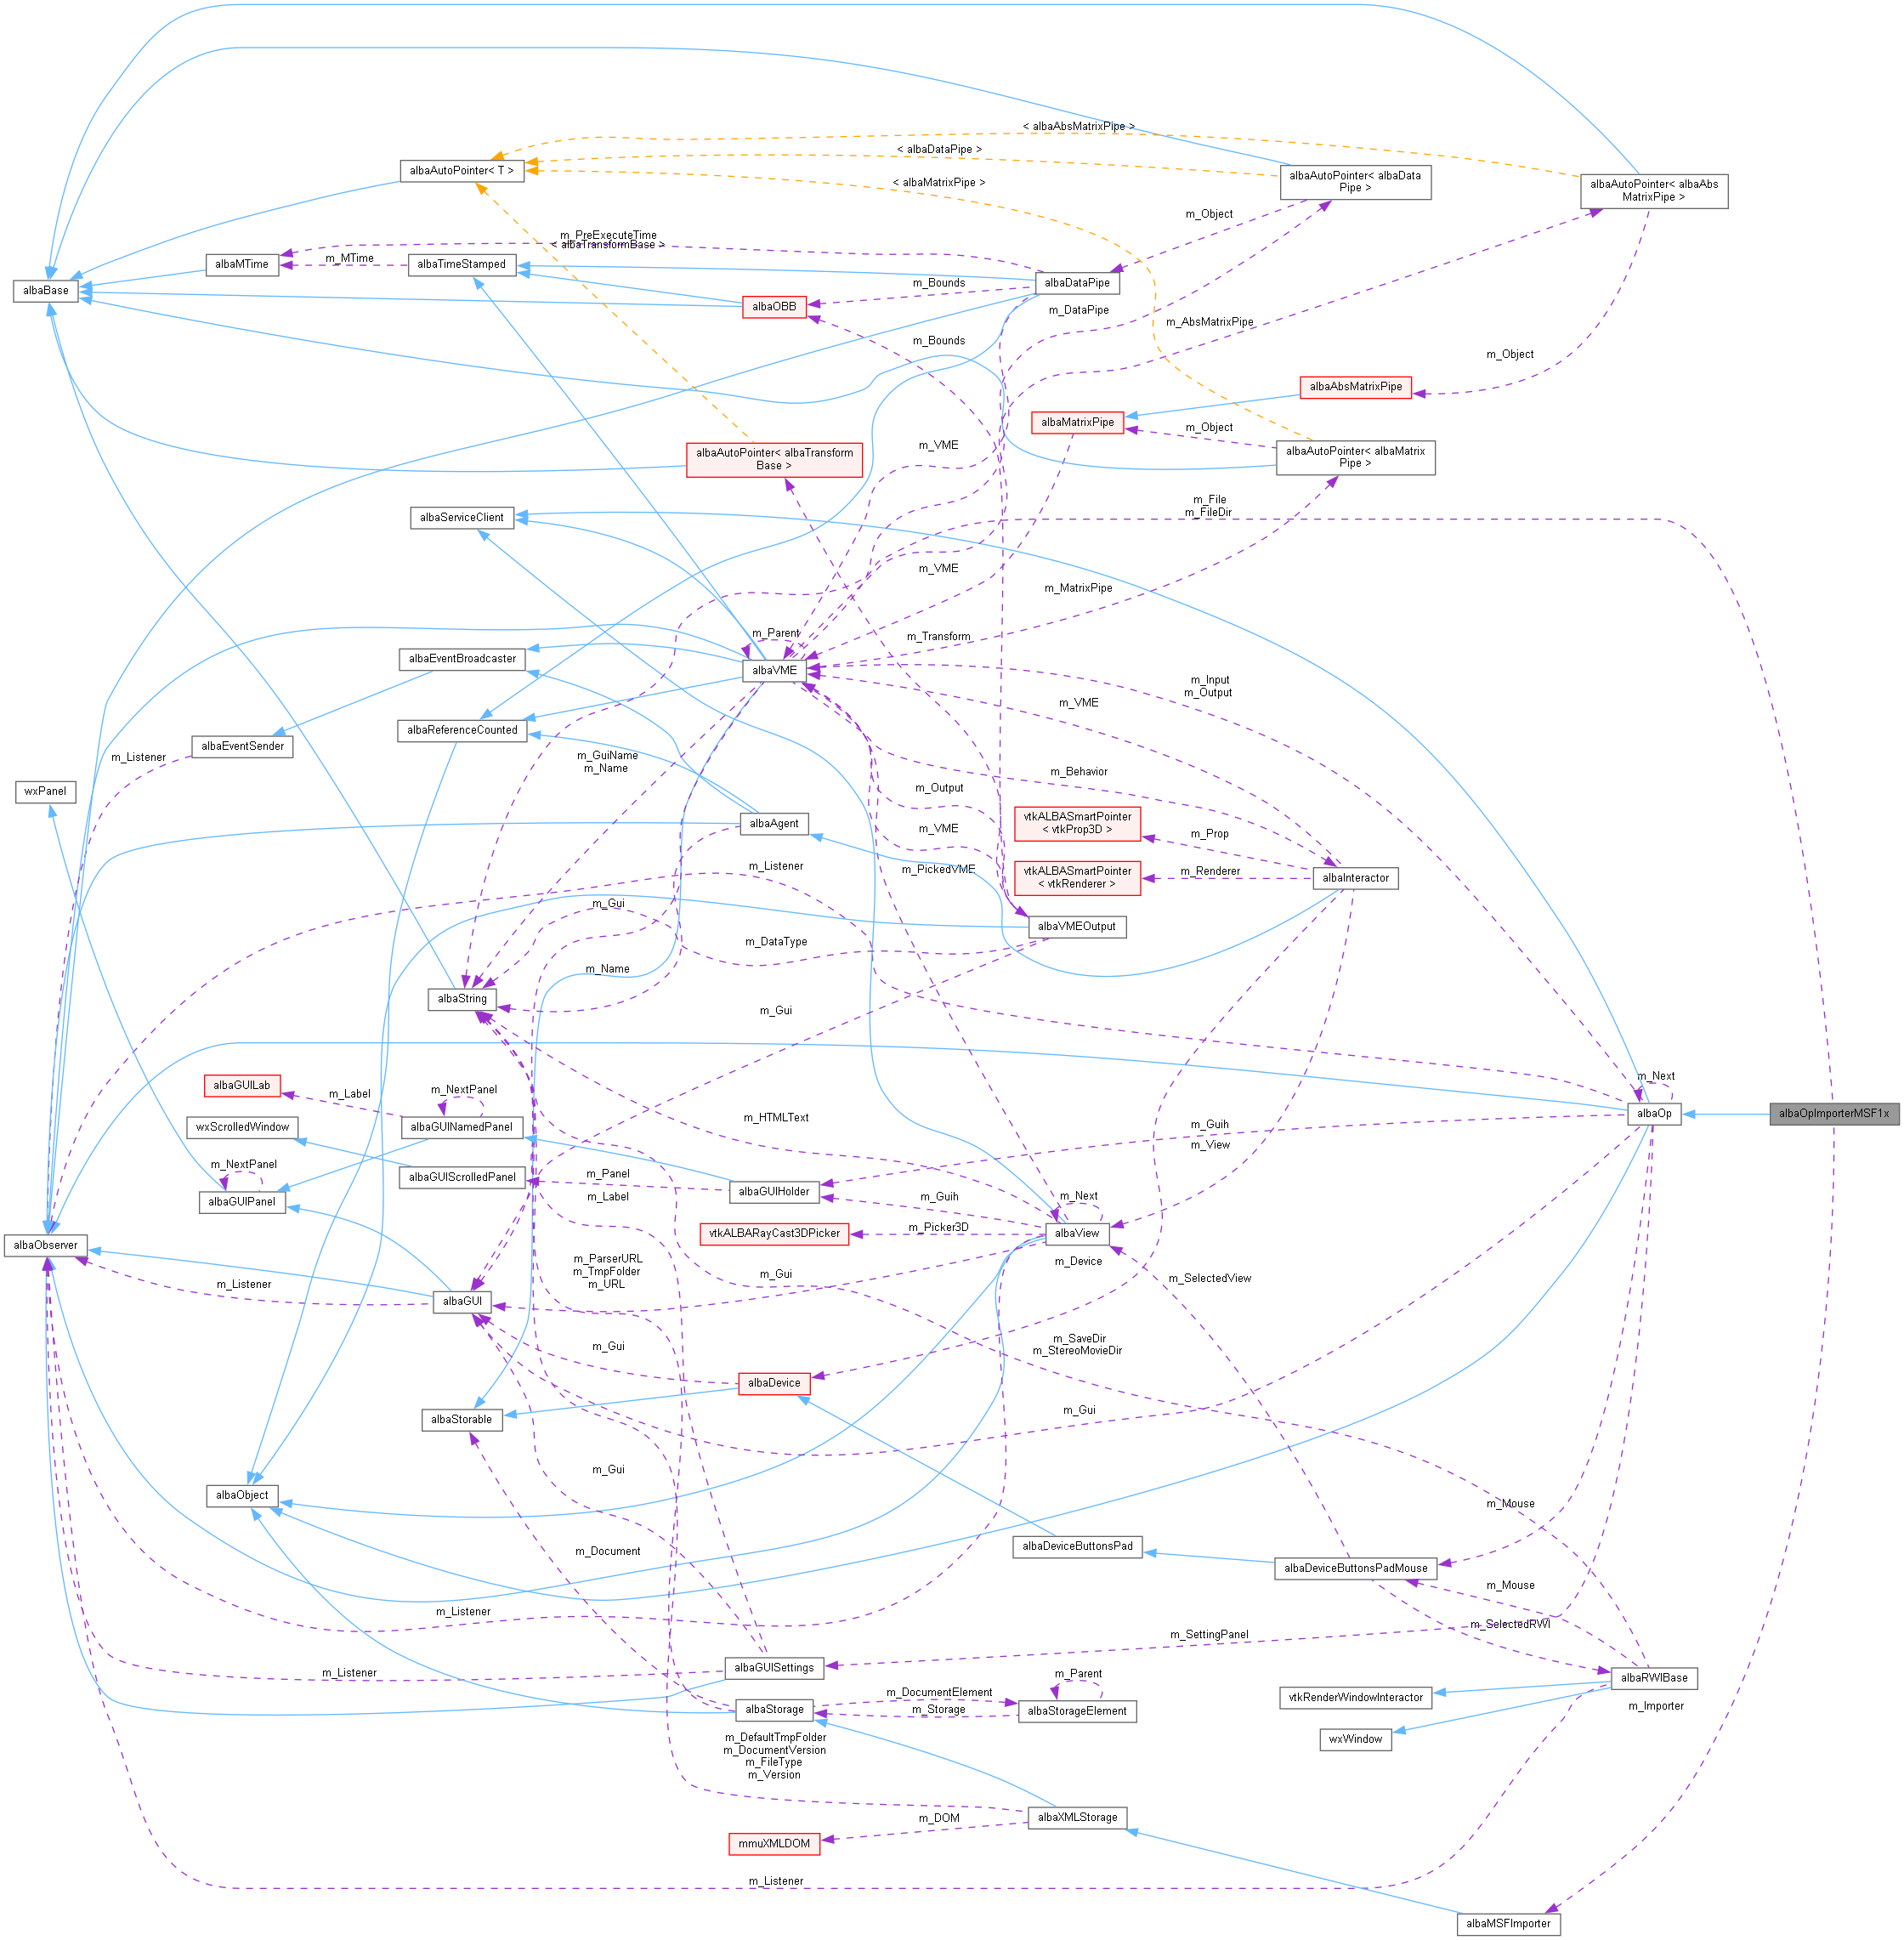 < albaAbsMatrixPipe >
< albaDataPipe >
albaAutoPointer< T >
< albaMatrixPipe >
albaAutoPointer< albaData
Pipe >
albaAutoPointer< albaAbs
MatrixPipe >
m_Object
m_PreExecuteTime
< albaTransformBase >
albaMTime
m_MTime
albaTimeStamped
albaBase
m_Bounds
albaDataPipe
albaOBB
m_DataPipe
m_AbsMatrixPipe
m_Bounds
m_Object
albaAbsMatrixPipe
albaMatrixPipe
m_Object
m_VME
albaAutoPointer< albaTransform
Base >
albaAutoPointer< albaMatrix
Pipe >
m_File
m_FileDir
albaServiceClient
m_VME
m_MatrixPipe
m_Parent
m_Transform
albaEventBroadcaster
albaVME
m_Input
m_Output
m_VME
albaReferenceCounted
albaEventSender
m_Listener
m_GuiName
m_Name
m_Behavior
wxPanel
m_Output
vtkALBASmartPointer
< vtkProp3D >
albaAgent
m_VME
m_Prop
m_Listener
m_PickedVME
vtkALBASmartPointer
< vtkRenderer >
m_Renderer
albaInteractor
m_Gui
albaVMEOutput
m_DataType
m_Name
albaString
m_Gui
albaGUILab
m_Label
m_NextPanel
m_Next
wxScrolledWindow
albaGUINamedPanel
m_HTMLText
m_Guih
albaOp
albaOpImporterMSF1x
m_View
m_NextPanel
albaGUIScrolledPanel
m_Panel
albaGUIHolder
albaGUIPanel
m_Label
m_Guih
m_Next
m_Picker3D
vtkALBARayCast3DPicker
albaView
albaObserver
m_ParserURL
m_TmpFolder
m_URL
m_Device
m_Gui
m_SelectedView
m_Listener
albaGUI
m_SaveDir
m_StereoMovieDir
m_Gui
albaDevice
m_Gui
albaStorable
m_Gui
albaObject
m_Mouse
m_Document
albaDeviceButtonsPad
albaDeviceButtonsPadMouse
m_Mouse
m_Listener
m_SelectedRWI
m_SettingPanel
m_Listener
albaGUISettings
m_Parent
albaRWIBase
m_DocumentElement
vtkRenderWindowInteractor
m_Importer
albaStorage
m_Storage
albaStorageElement
wxWindow
m_DefaultTmpFolder
m_DocumentVersion
m_FileType
m_Version
m_DOM
albaXMLStorage
mmuXMLDOM
m_Listener
albaMSFImporter